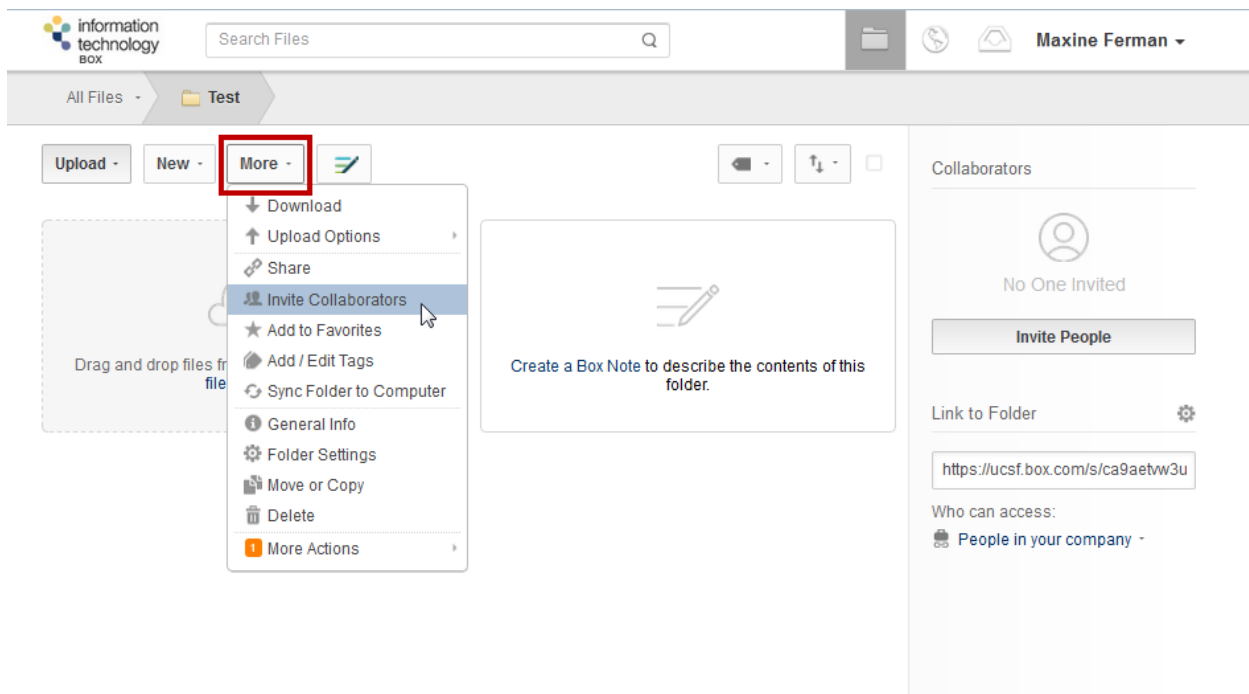 information
technology
BOX
Search Files
Maxine Ferman
All Files
Test
Upload
New
More
Download
Upload Options
Share
Invite Collaborators
Add to Favorites
Add / Edit Tags
Sync Folder to Computer
General Info
Folder Settings
Move or Copy
Delete
1 More Actions
Drag and drop files fr
file
Create a Box Note to describe the contents of this
folder.
Collaborators
No One Invited
Invite People
Link to Folder
https://ucsf.box.com/s/ca9aetvw3u
Who can access:
People in your company